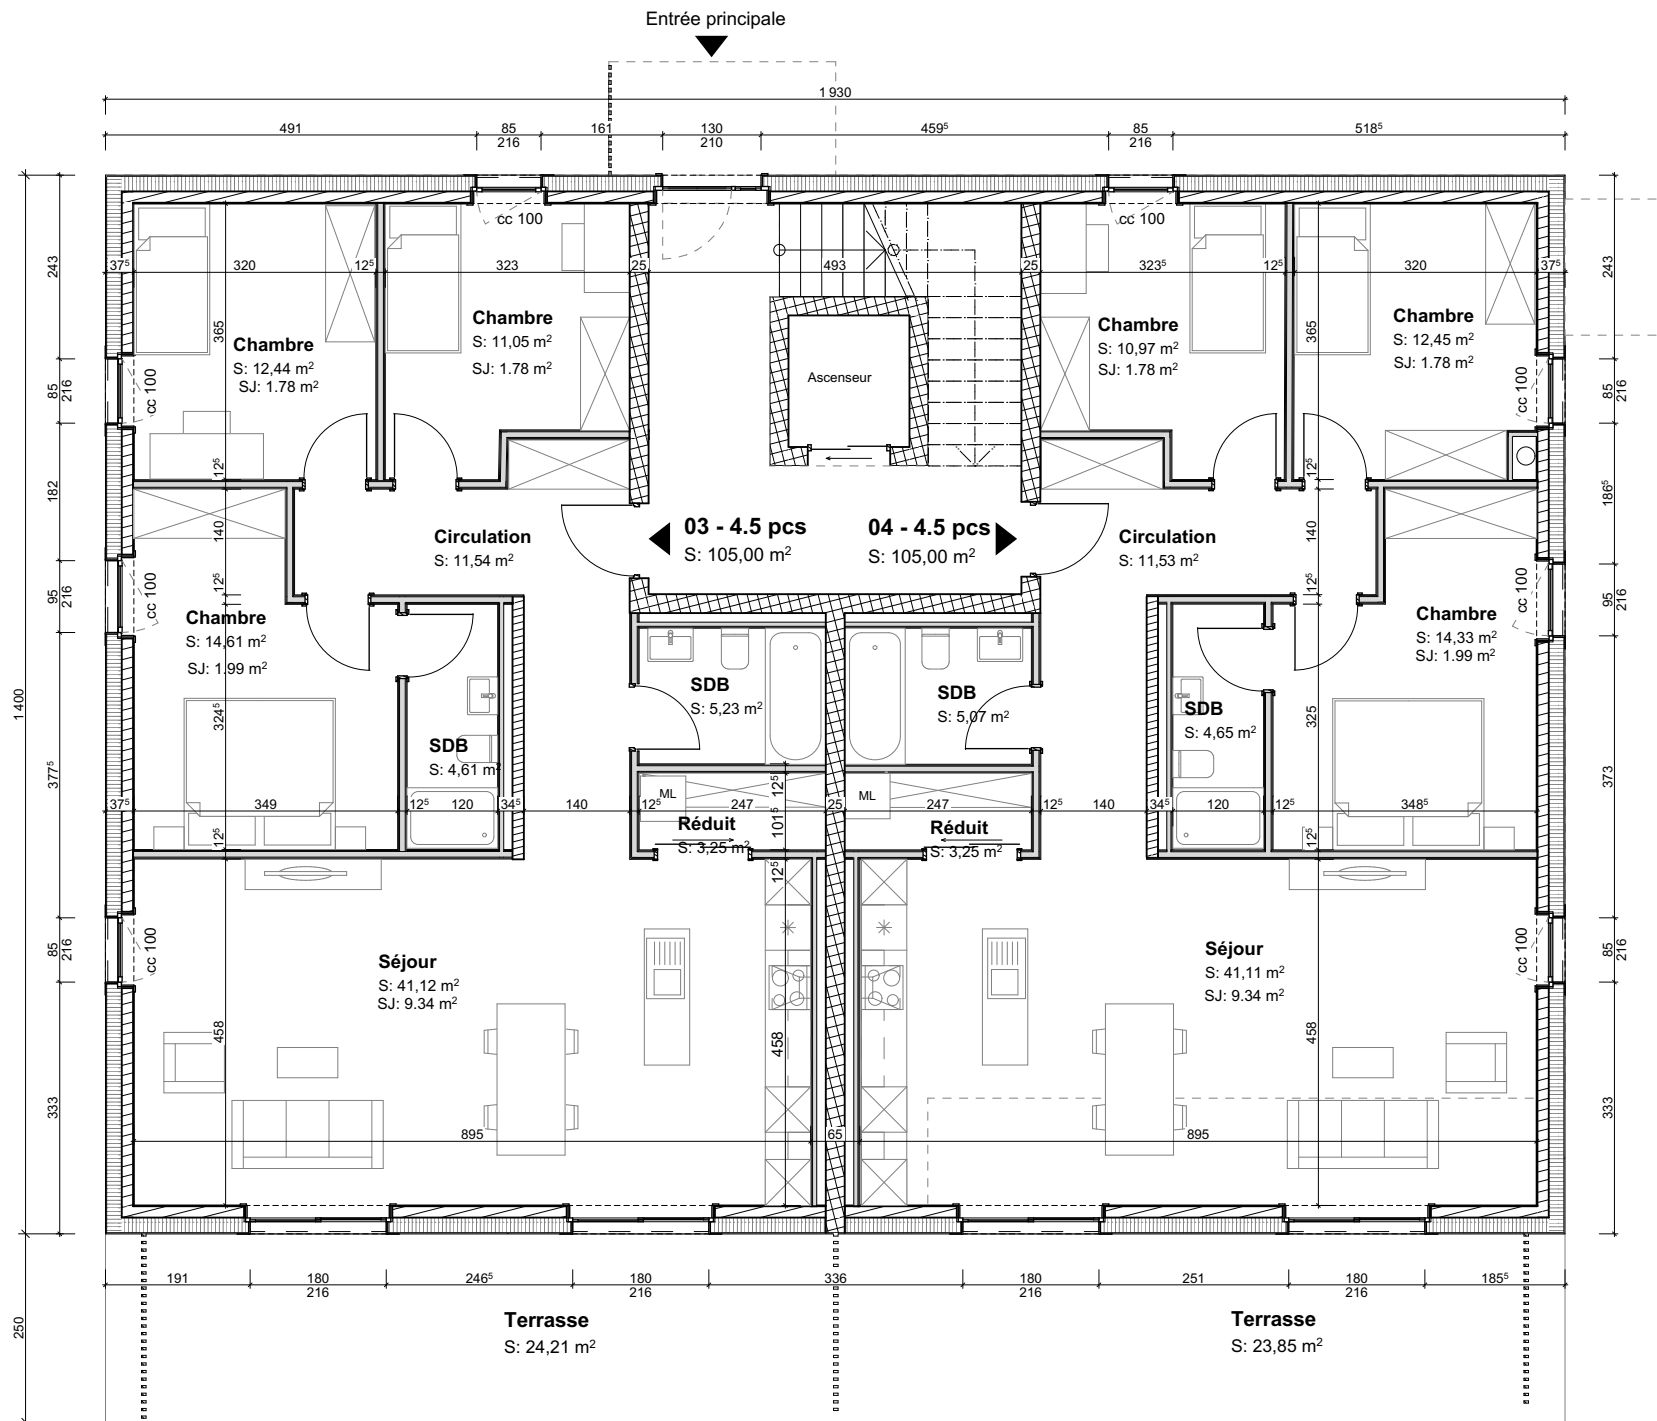 Entrée principale
1 930
491
85
216
161
130
210
459⁵
85
216
518⁵
cc 100
cc 100
37⁵
320
12⁵
323
25
493
25
323⁵
12⁵
320
37⁵
243
243
365
365
Chambre
S: 12,44 m²
SJ: 1.78 m²
Chambre
S: 11,05 m²
SJ: 1.78 m²
Ascenseur
Chambre
S: 10,97 m²
SJ: 1.78 m²
Chambre
S: 12,45 m²
SJ: 1.78 m²
85
216
cc 100
cc 100
85
216
12⁵
12⁵
182
186⁵
140
140
Circulation
S: 11,54 m²
03 - 4.5 pcs
S: 105,00 m²
04 - 4.5 pcs
S: 105,00 m²
Circulation
S: 11,53 m²
95
216
cc 100
cc 100
95
216
12⁵
12⁵
Chambre
S: 14,61 m²
SJ: 1.99 m²
Chambre
S: 14,33 m²
SJ: 1.99 m²
1 400
324⁵
325
SDB
S: 5,23 m²
SDB
S: 5,07 m²
SDB
S: 4,61 m²
SDB
S: 4,65 m²
377⁵
373
37⁵
349
12⁵
120
34⁵
140
12⁵
ML
247
25
ML
247
12⁵
140
34⁵
120
12⁵
348⁵
12⁵
101⁵
12⁵
12⁵
12⁵
Réduit
S: 3,25 m²
Réduit
S: 3,25 m²
85
216
cc 100
cc 100
85
216
Séjour
S: 41,12 m²
SJ: 9.34 m²
Séjour
S: 41,11 m²
SJ: 9.34 m²
458
458
458
333
333
895
65
895
191
180
216
246⁵
180
216
336
180
216
251
180
216
185⁵
250
Terrasse
S: 24,21 m²
Terrasse
S: 23,85 m²